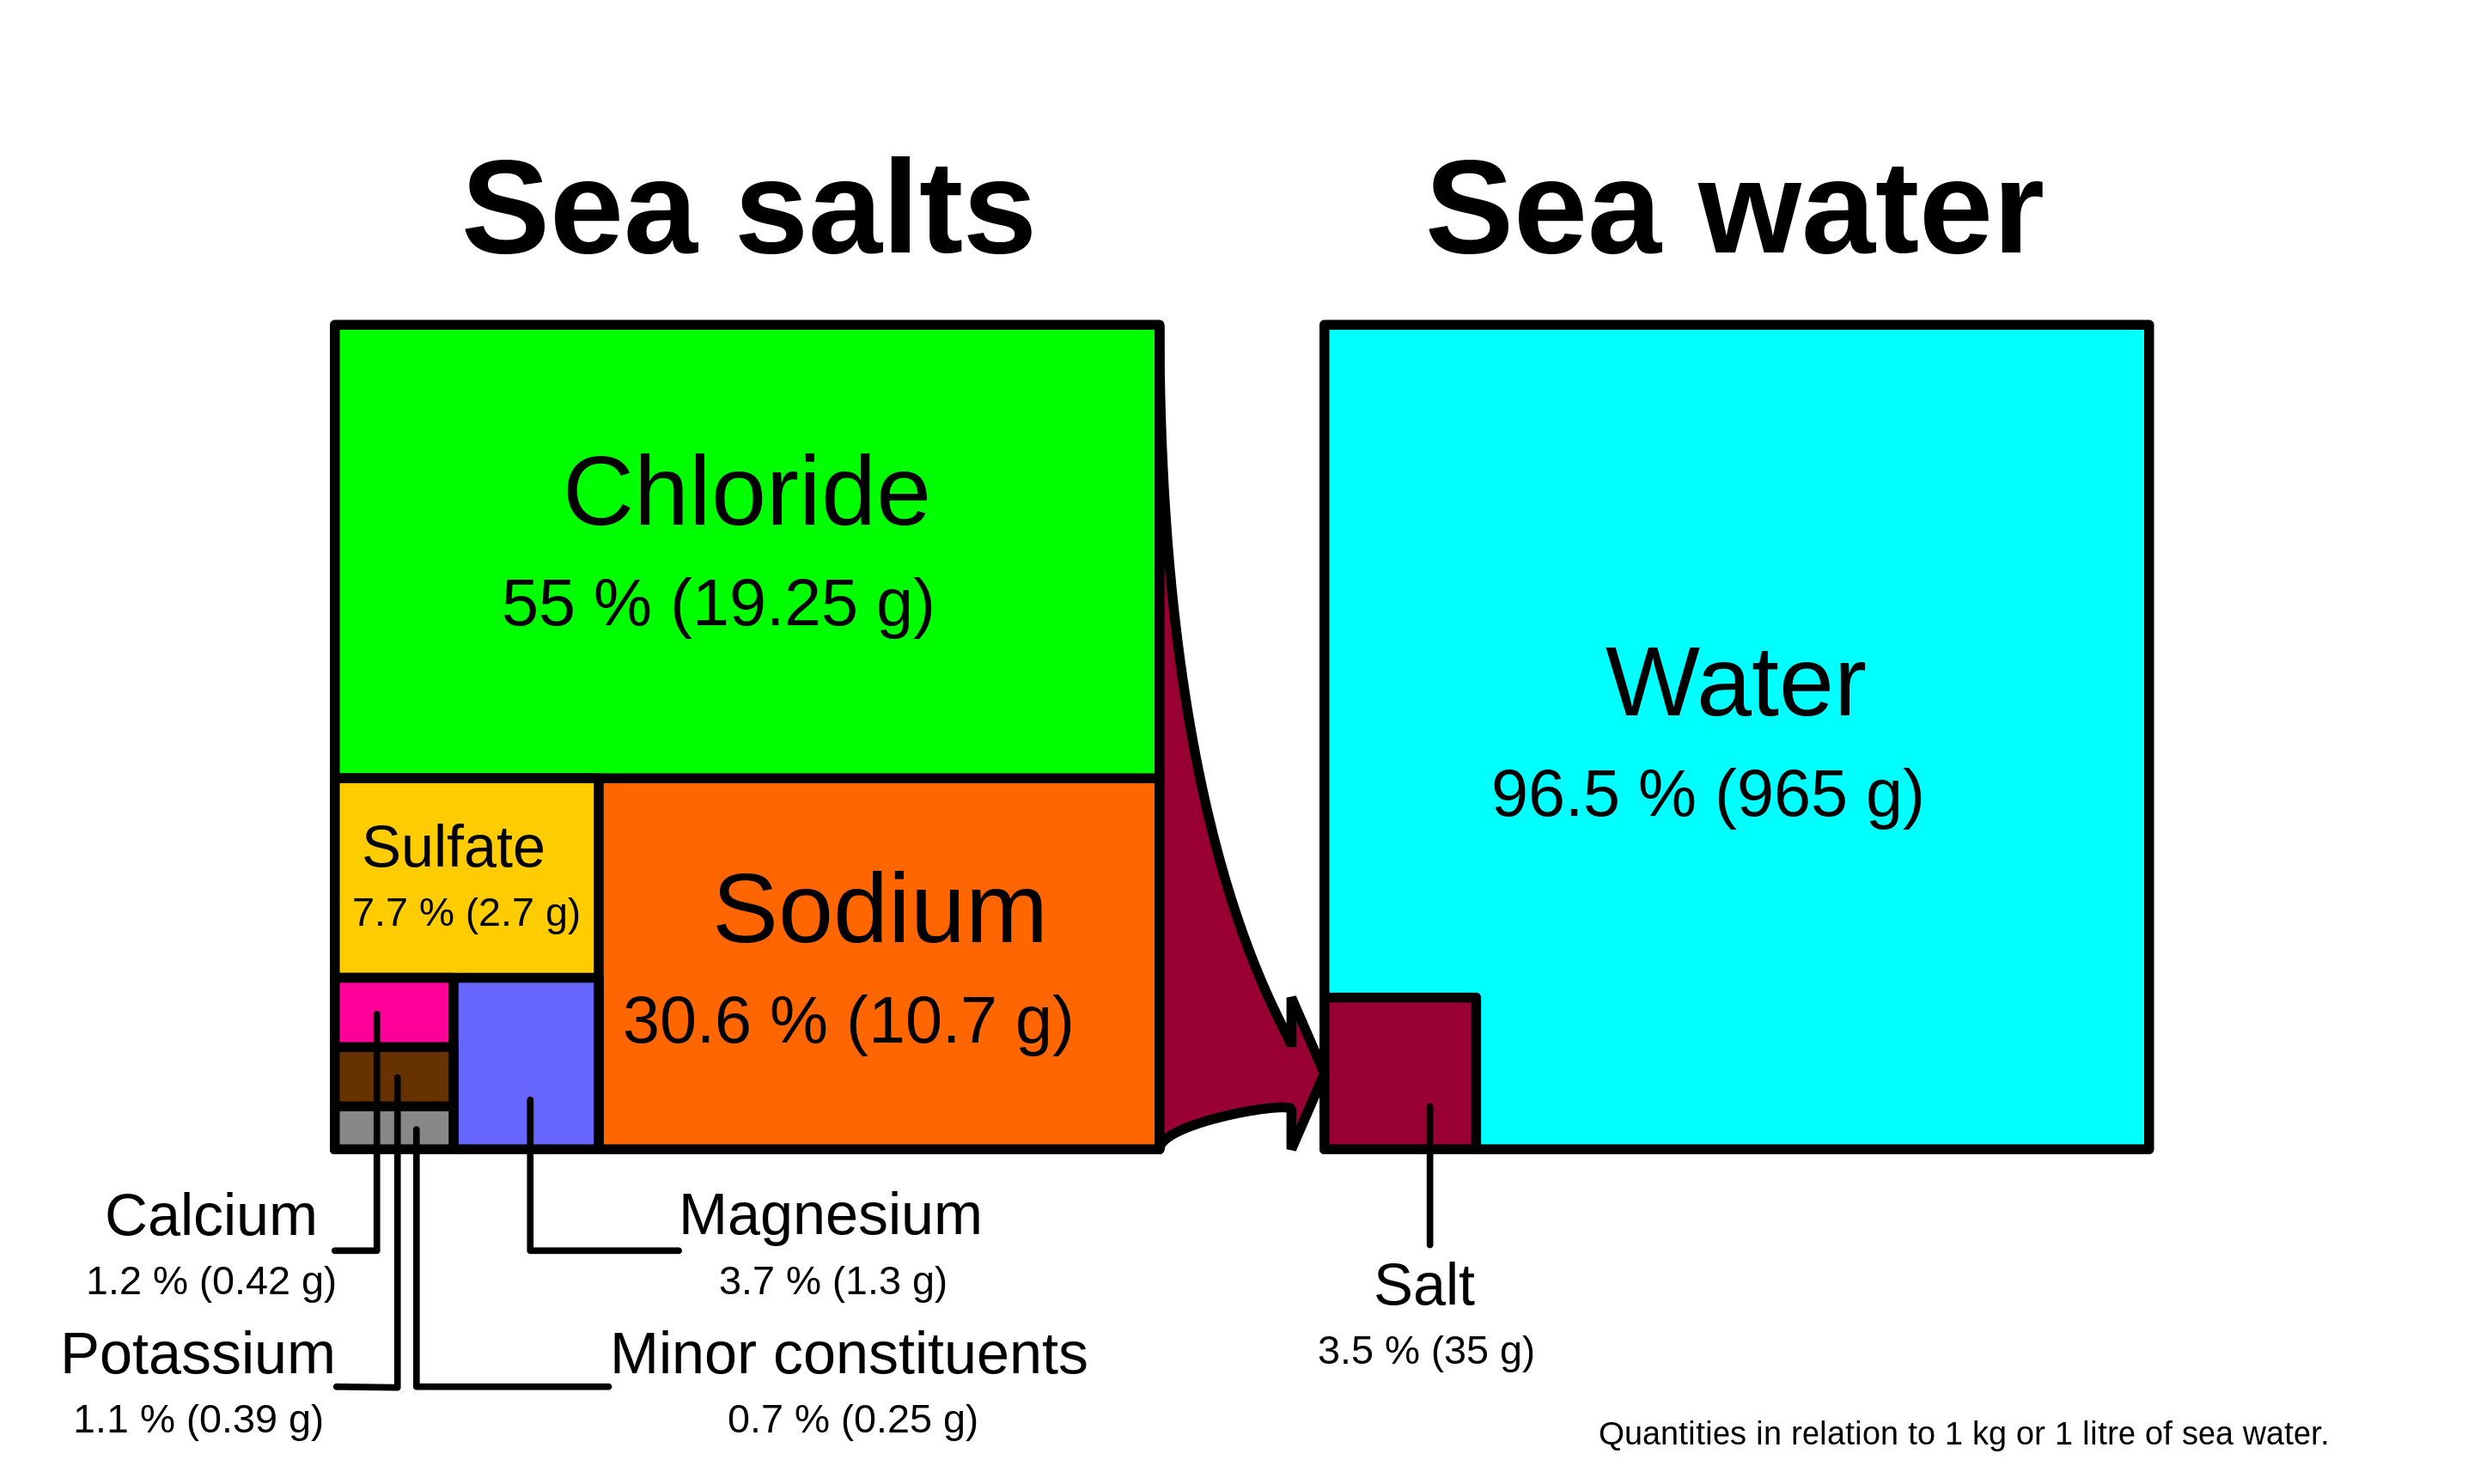 Sea salts
Sea water
Chloride
55 % (19.25 g)
Water
96.5 % (965 g)
Sulfate
7.7 % (2.7 g)
Sodium
30.6 % (10.7 g)
Calcium
1.2 % (0.42 g)
Magnesium
3.7 % (1.3 g)
Potassium
1.1 % (0.39 g)
Minor constituents
0.7 % (0.25 g)
Salt
3.5 % (35 g)
Quantities in relation to 1 kg or 1 litre of sea water.